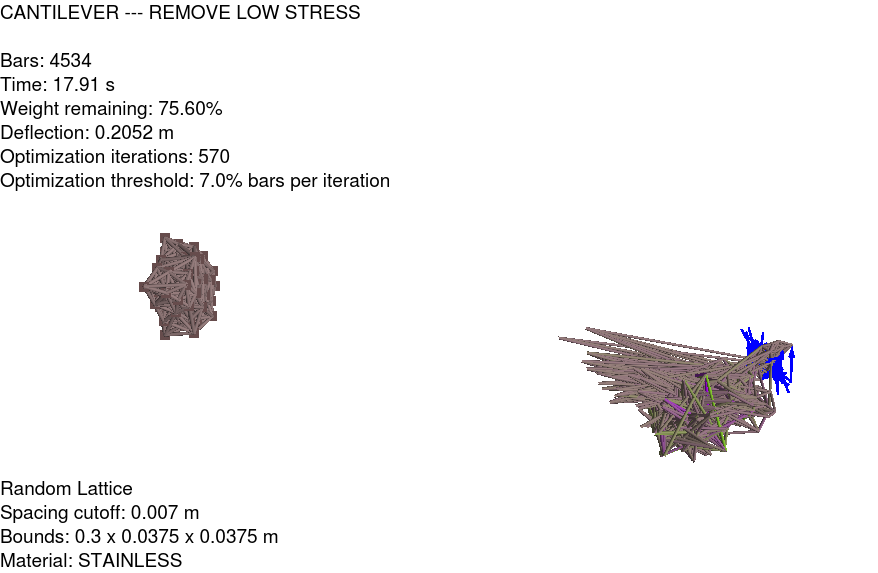 CANTILEVER --- REMOVE LOW STRESS
Bars: 4534
Time: 17.91 s
Weight remaining: 75.60%
Deflection: 0.2052 m
Optimization iterations: 570
Optimization threshold: 7.0% bars per iteration
Random Lattice
Spacing cutoff: 0.007 m
Bounds: 0.3 x 0.0375 x 0.0375 m
Material: STAINLESS